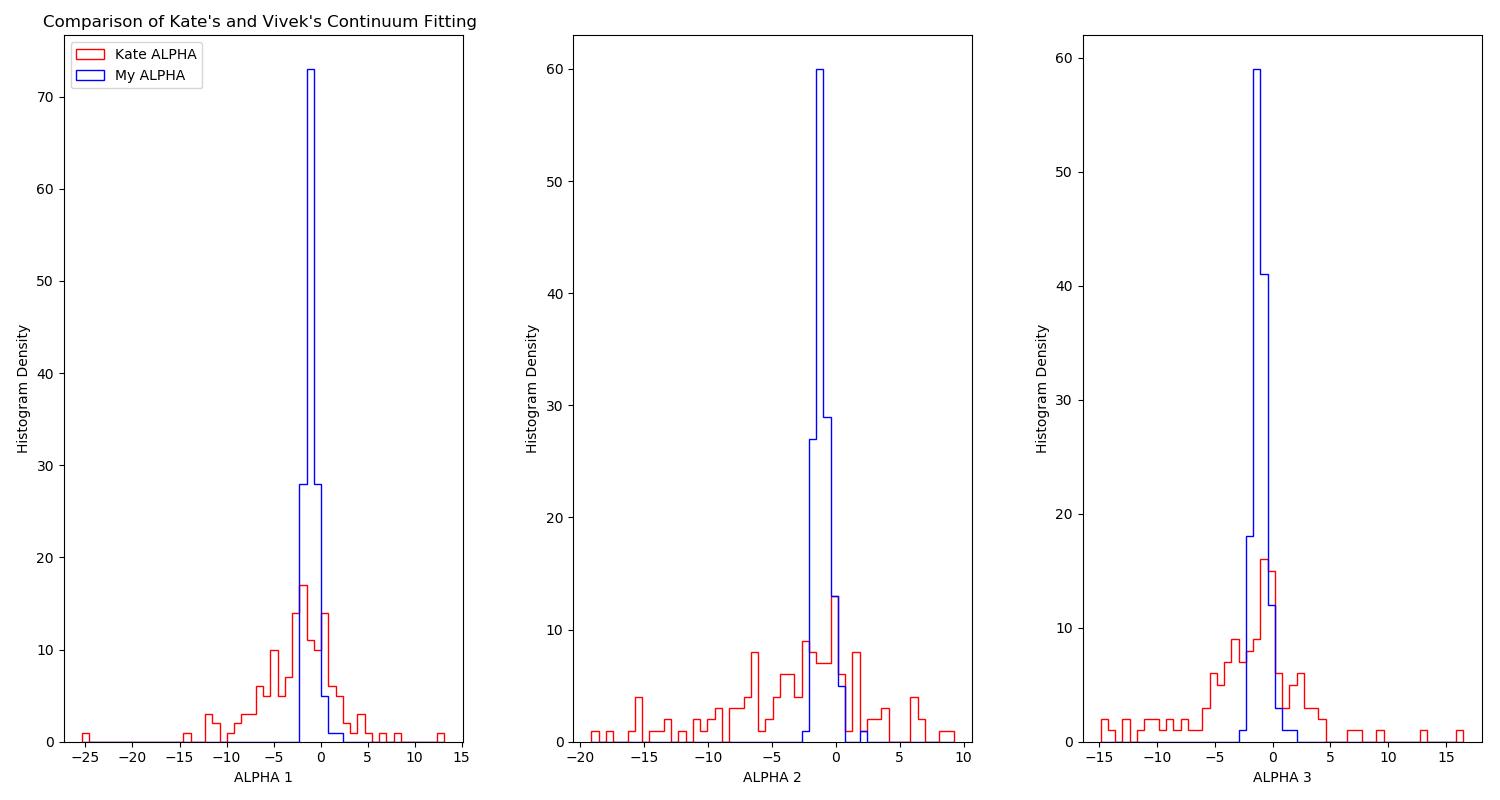 Comparison of Kate's and Vivek's Continuum Fitting
Kate ALPHA
My ALPHA
Histogram Density
70
60
50
40
30
20
10
0
−25 −20 −15 −10 −5 0 5 10 15
ALPHA 1
Histogram Density
60
50
40
30
20
10
0
−20 −15 −10 −5 0 5 10
ALPHA 2
Histogram Density
60
50
40
30
20
10
0
−15 −10 −5 0 5 10 15
ALPHA 3